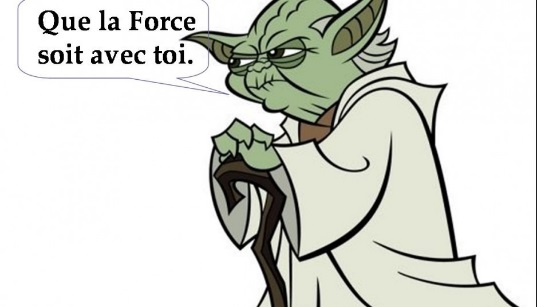 Que la Force
soit avec toi.